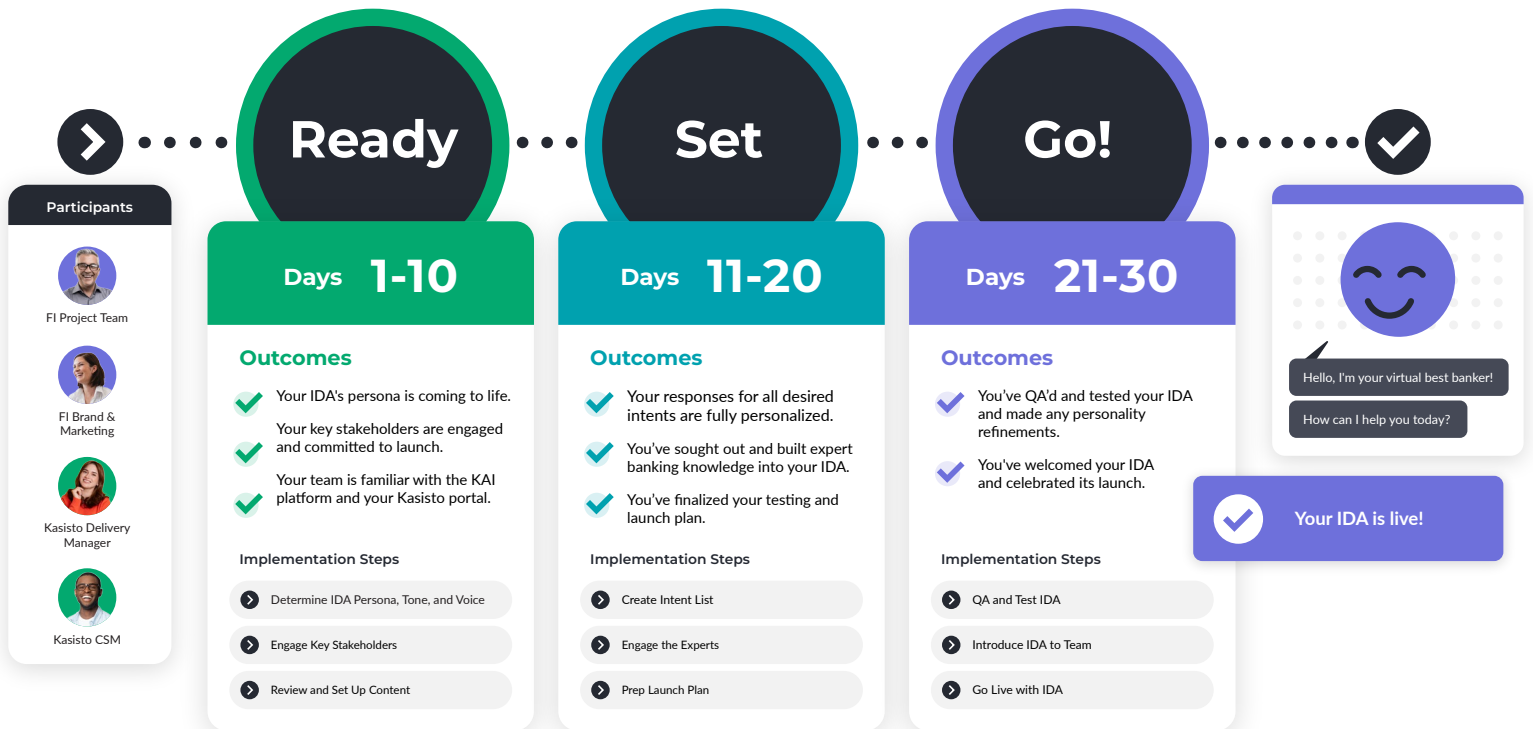 Ready
Set
Go!
Participants
FI Project Team
FI Brand &
Marketing
Kasisto Delivery
Manager
Kasisto CSM
Days 1-10
Outcomes
Your IDA's persona is coming to life.
Your key stakeholders are engaged
and committed to launch.
Your team is familiar with the KAI
platform and your Kasisto portal.
Implementation Steps
Determine IDA Persona, Tone, and Voice
Engage Key Stakeholders
Review and Set Up Content
Days 11-20
Outcomes
Your responses for all desired
intents are fully personalized.
You’ve sought out and built expert
banking knowledge into your IDA.
You’ve finalized your testing and
launch plan.
Implementation Steps
Create Intent List
Engage the Experts
Prep Launch Plan
Days 21-30
Outcomes
You’ve QA’d and tested your IDA
and made any personality
refinements.
You've welcomed your IDA
and celebrated its launch.
Implementation Steps
QA and Test IDA
Introduce IDA to Team
Go Live with IDA
Hello, I'm your virtual best banker!
How can I help you today?
Your IDA is live!